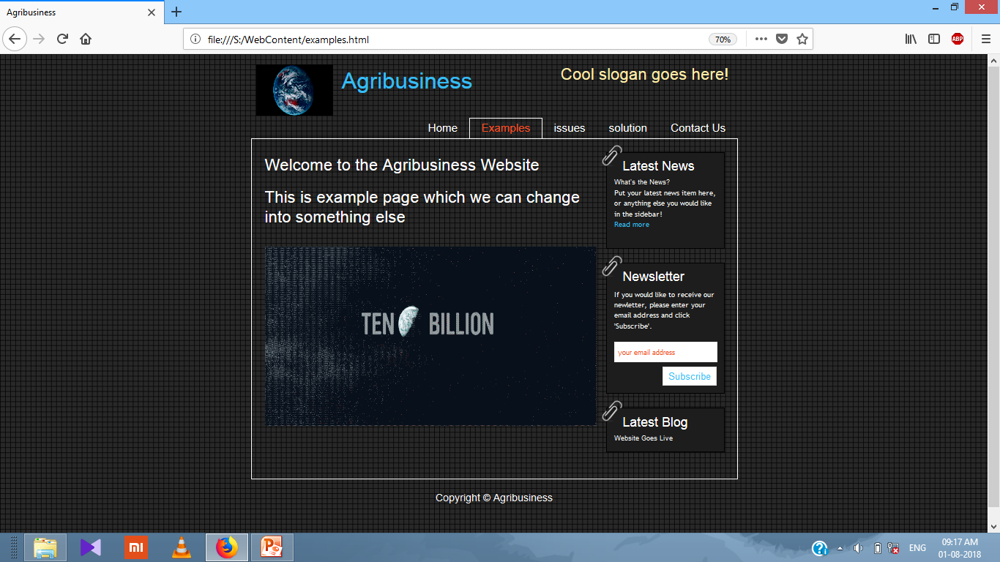 Agribusiness
file:///S:/WebContent/examples.html
70%
ABP
Agribusiness
Cool slogan goes here!
Home
Examples
issues
solution
Contact Us
Welcome to the Agribusiness Website
This is example page which we can change
into something else
TEN BILLION
Latest News
What's the News?
Put your latest news item here,
or anything else you would like
in the sidebar!
Read more
Newsletter
If you would like to receive our
newletter, please enter your
email address and click
'Subscribe'.
your email address
Subscribe
Latest Blog
Website Goes Live
Copyright © Agribusiness
mi
P
?
ENG
09:17 AM
01-08-2018